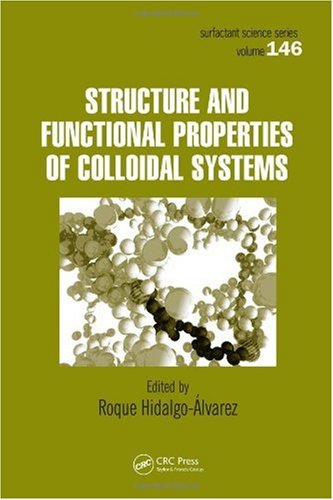 surfactant science series
volume 146
STRUCTURE AND
FUNCTIONAL PROPERTIES
OF COLLOIDAL SYSTEMS
Edited by
Roque Hidalgo-Álvarez
CRC
CRC Press
Taylor & Francis Group